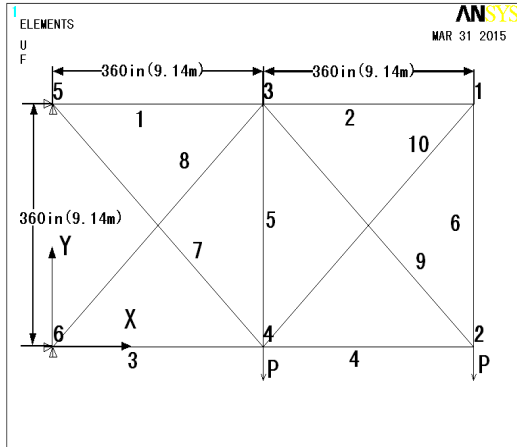 1
ELEMENTS
U
F
ANSYS
MAR 31 2015
360in(9.14m) 360in(9.14m)
5 3 1
1 2
8 10
360in(9.14m)
5 6
Y 7 9
X
6 4 2
3 4
P P